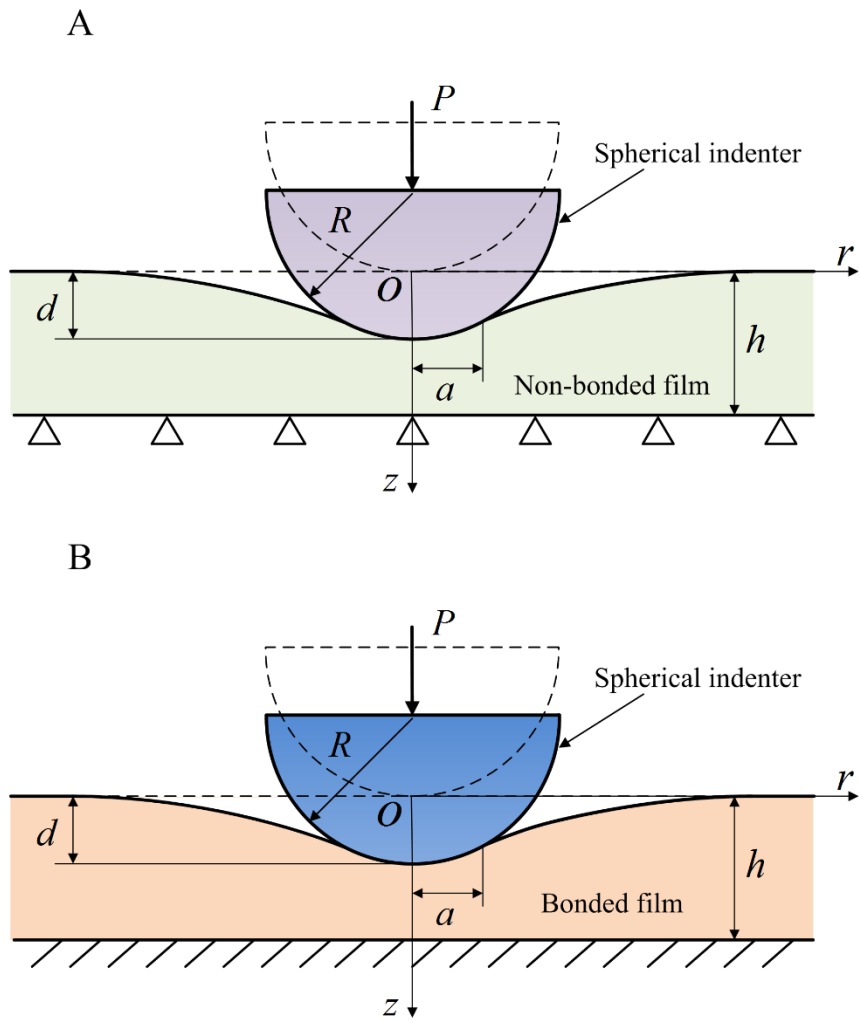 A
P
Spherical indenter
R
O
r
d
h
a
Non-bonded film
z
B
P
Spherical indenter
R
O
r
d
h
a
Bonded film
z